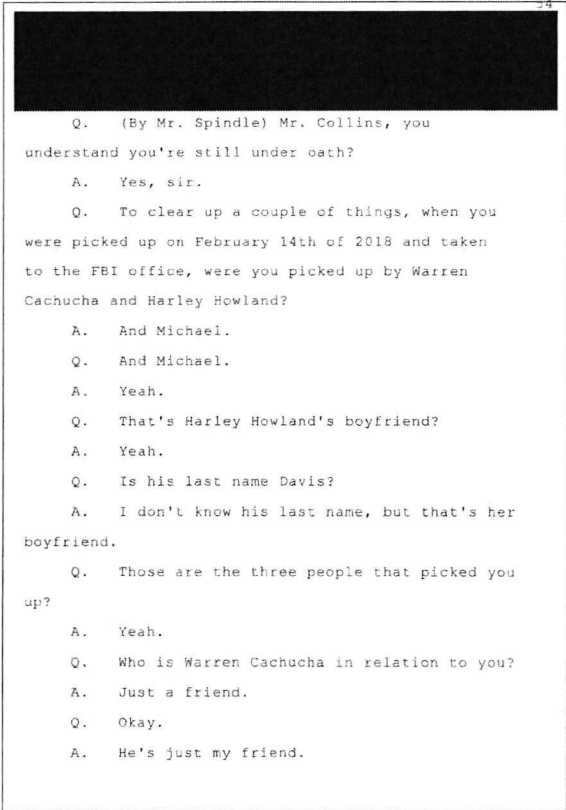 54
Q. (By Mr. Spindle) Mr. Collins, you
understand you're still under oath?
A. Yes, sir.
Q. To clear up a couple of things, when you
were picked up on February 14th of 2018 and taken
to the FBI office, were you picked up by Warren
Cachucha and Harley Howland?
A. And Michael.
Q. And Michael.
A. Yeah.
Q. That's Harley Howland's boyfriend?
A. Yeah.
Q. Is his last name Davis?
A. I don't know his last name, but that's her
boyfriend.
Q. Those are the three people that picked you
up?
A. Yeah.
Q. Who is Warren Cachucha in relation to you?
A. Just a friend.
Q. Okay.
A. He's just my friend.